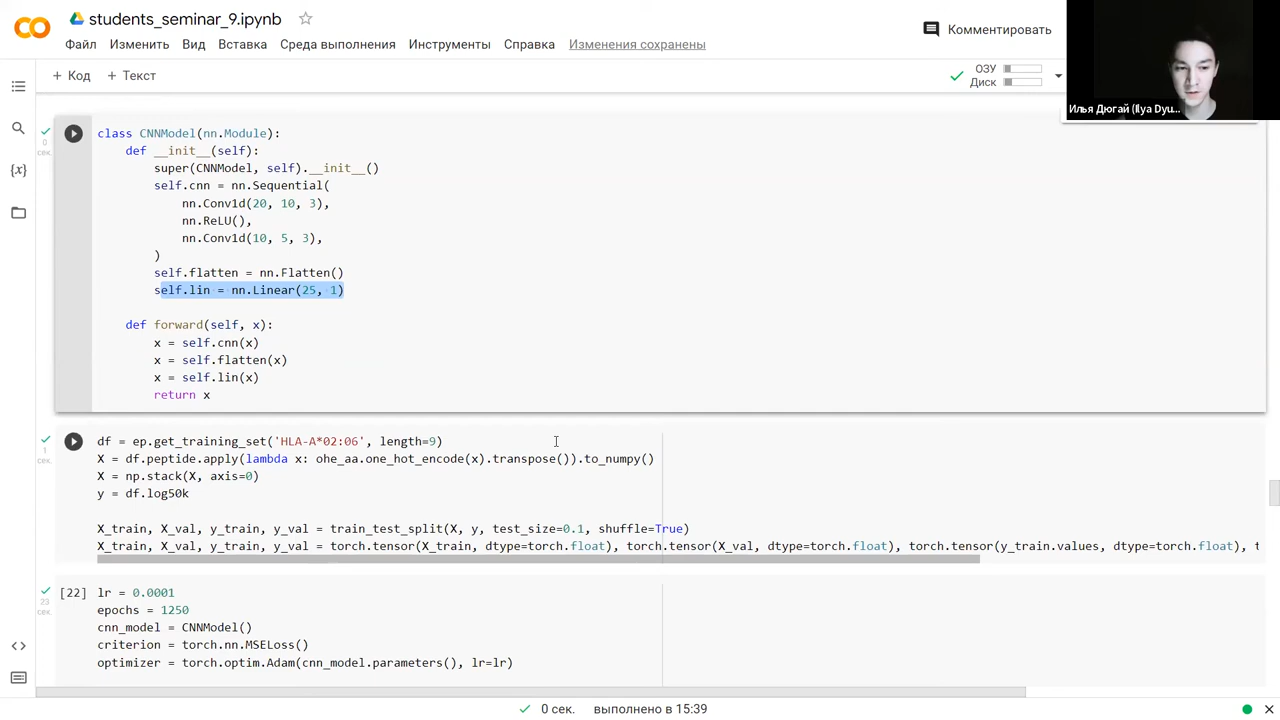 students_seminar_9.ipynb
Файл Изменить Вид Вставка Среда выполнения Инструменты Справка Изменения сохранены
Комментировать
Илья Дюгай (Ilya Dyu...
+ Код + Текст
ОЗУ
Диск
{x}
0
сек.
class CNNModel(nn.Module):
def __init__(self):
super(CNNModel, self).__init__()
self.cnn = nn.Sequential(
nn.Conv1d(20, 10, 3),
nn.ReLU(),
nn.Conv1d(10, 5, 3),
)
self.flatten = nn.Flatten()
self.lin = nn.Linear(25, 1)
def forward(self, x):
x = self.cnn(x)
x = self.flatten(x)
x = self.lin(x)
return x
1
сек.
df = ep.get_training_set('HLA-A*02:06', length=9)
X = df.peptide.apply(lambda x: ohe_aa.one_hot_encode(x).transpose()).to_numpy()
X = np.stack(X, axis=0)
y = df.log50k
X_train, X_val, y_train, y_val = train_test_split(X, y, test_size=0.1, shuffle=True)
X_train, X_val, y_train, y_val = torch.tensor(X_train, dtype=torch.float), torch.tensor(X_val, dtype=torch.float), torch.tensor(y_train.values, dtype=torch.float), t
23
сек.
[22] lr = 0.0001
epochs = 1250
cnn_model = CNNModel()
criterion = torch.nn.MSELoss()
optimizer = torch.optim.Adam(cnn_model.parameters(), lr=lr)
0 сек. выполнено в 15:39